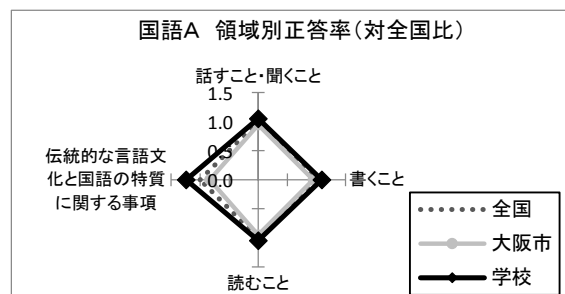 国語A 領域別正答率(対全国比)
話すこと・聞くこと
1.5
1.0
0.5
0.0
伝統的な言語文
化と国語の特質
に関する事項
書くこと
読むこと
全国
大阪市
学校